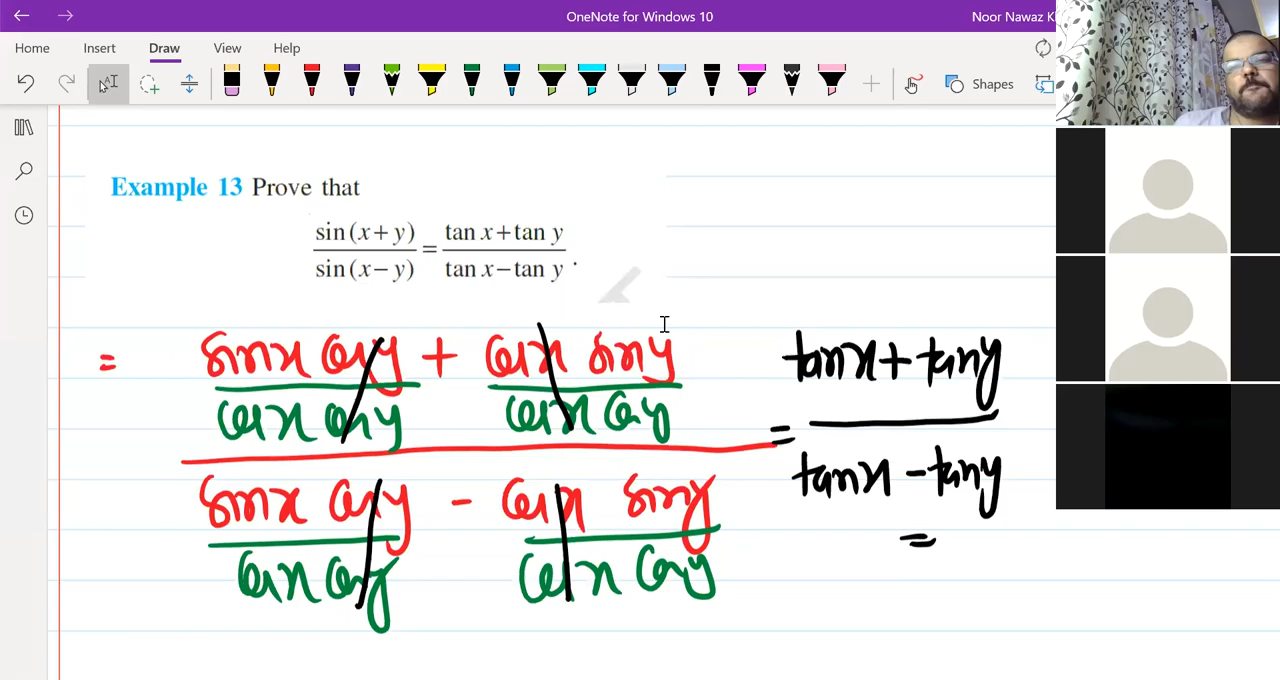 OneNote for Windows 10
Noor Nawaz K
Home Insert Draw View Help
Shapes
Example 13 Prove that
sin (x + y) / sin (x − y) = tan x + tan y / tan x − tan y .
= sinx cosy / cosx cosy + cosx siny / cosx cosy
sinx cosy / cosx cosy - cosx siny / cosx cosy
= tanx + tany
tanx - tany
=